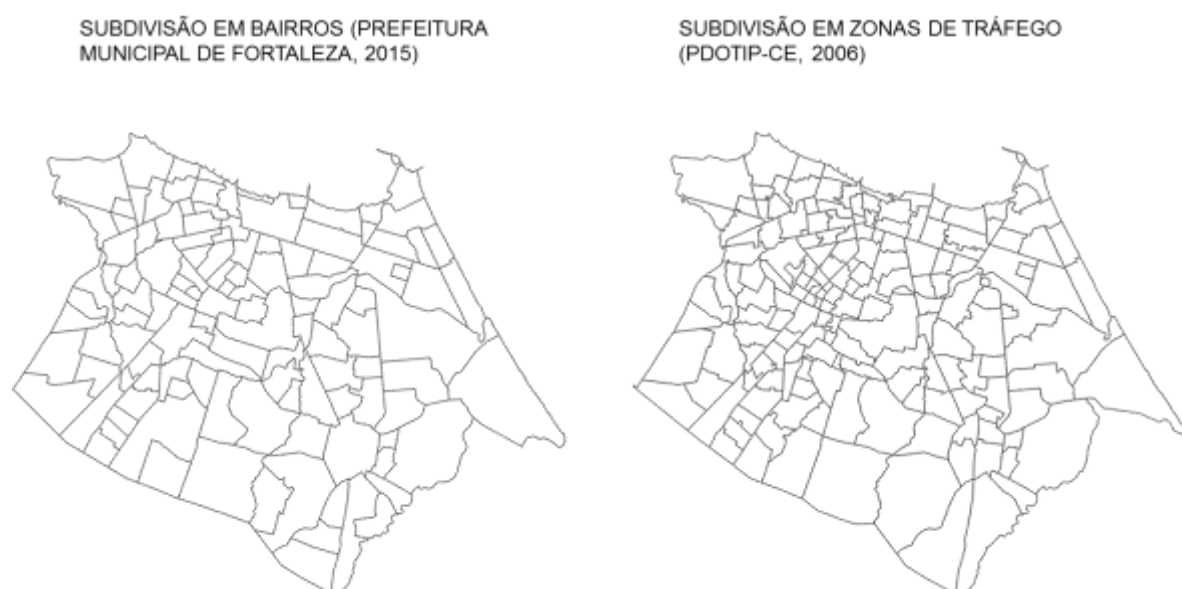 SUBDIVISÃO EM BAIRROS (PREFEITURA
MUNICIPAL DE FORTALEZA, 2015)
SUBDIVISÃO EM ZONAS DE TRÁFEGO
(PDOTIP-CE, 2006)